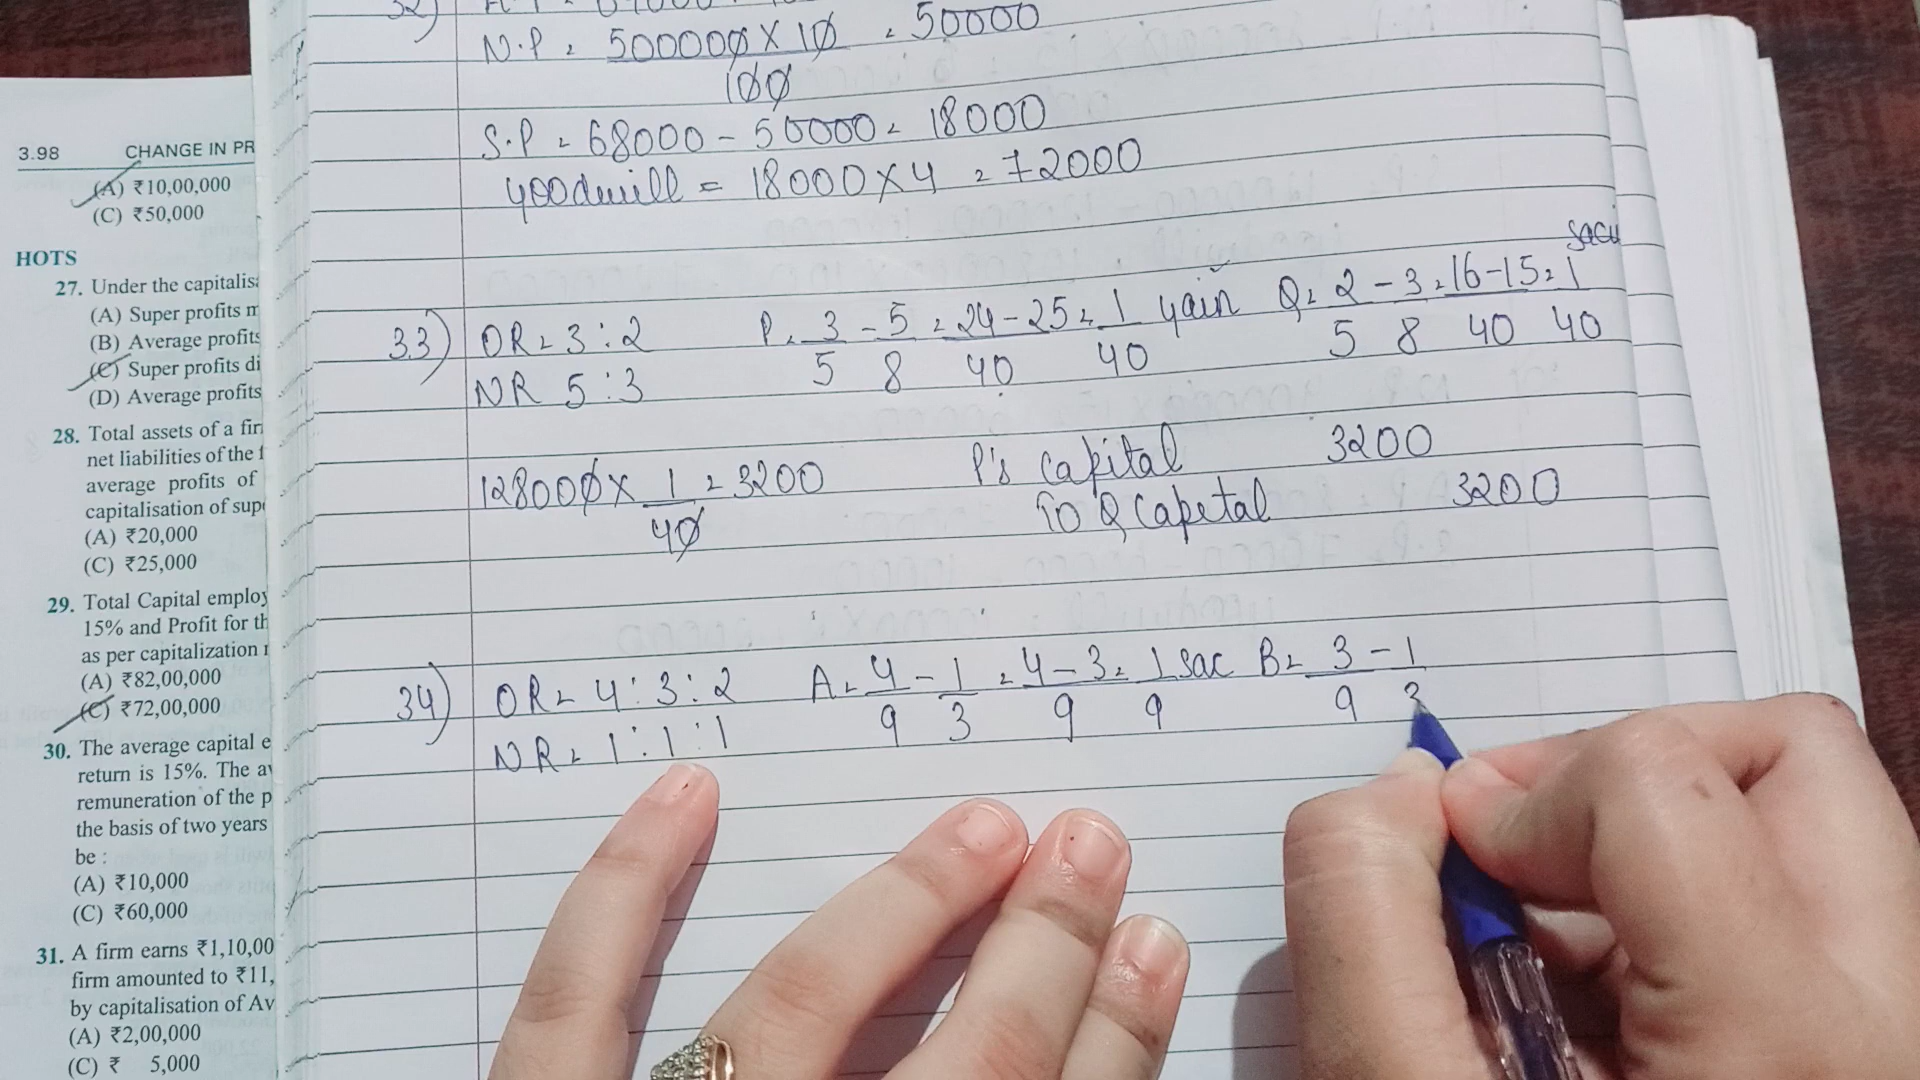 3.98 CHANGE IN PR
(A) ₹10,00,000
(C) ₹50,000
HOTS
27. Under the capitalis
(A) Super profits m
(B) Average profits
(C) Super profits di
(D) Average profits
28. Total assets of a fir
net liabilities of the f
average profits of
capitalisation of sup
(A) ₹20,000
(C) ₹25,000
29. Total Capital employ
15% and Profit for th
as per capitalization
(A) ₹82,00,000
(C) ₹72,00,000
30. The average capital e
return is 15%. The av
remuneration of the p
the basis of two years
be :
(A) ₹10,000
(C) ₹60,000
31. A firm earns ₹1,10,00
firm amounted to ₹11,
by capitalisation of Av
(A) ₹2,00,000
(C) ₹ 5,000
32)
N.P = 500000 X 10 = 50000
100
S.P = 68000 - 50000 = 18000
goodwill = 18000 X 4 = 72000
sacri
33) OR = 3 : 2 P = 3 - 5 = 24 - 25 = 1 gain Q = 2 - 3 = 16 - 15 = 1
5 8 40 40 5 8 40 40
NR 5 : 3
128000 X 1 = 3200 P's capital 3200
40 To Q capetal 3200
34) OR = 4 : 3 : 2 A = 4 - 1 = 4 - 3 = 1 sac B = 3 - 1
9 3 9 9 9 3
NR = 1 : 1 : 1